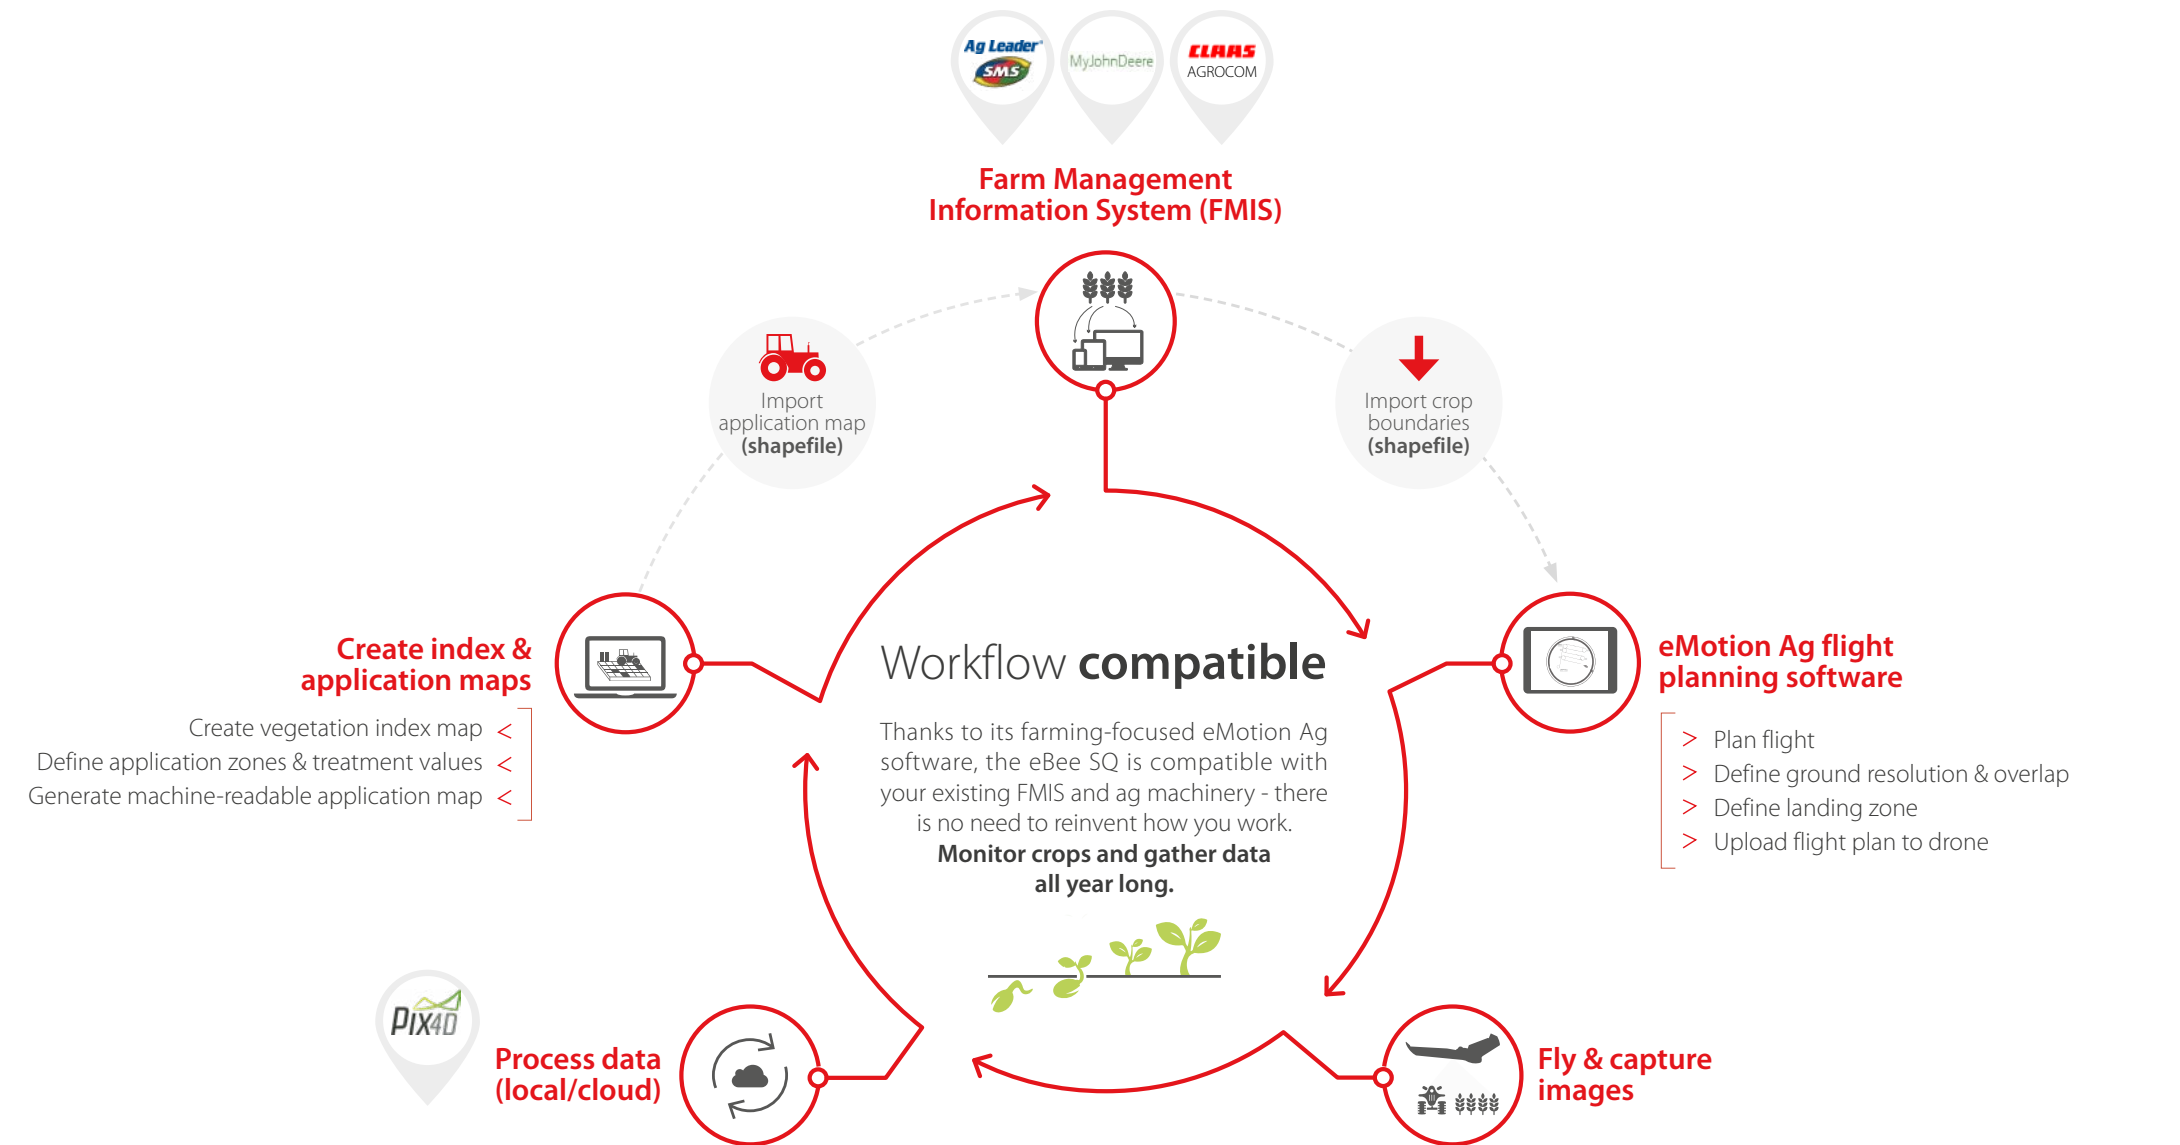 Ag Leader®
SMS
MyJohnDeere
CLAAS
AGROCOM
Farm Management
Information System (FMIS)
Import
application map
(shapefile)
Import crop
boundaries
(shapefile)
Create index &
application maps
Create vegetation index map <
Define application zones & treatment values <
Generate machine-readable application map <
Workflow compatible
Thanks to its farming-focused eMotion Ag
software, the eBee SQ is compatible with
your existing FMIS and ag machinery - there
is no need to reinvent how you work.
Monitor crops and gather data
all year long.
eMotion Ag flight
planning software
> Plan flight
> Define ground resolution & overlap
> Define landing zone
> Upload flight plan to drone
PIX4D
Process data
(local/cloud)
Fly & capture
images